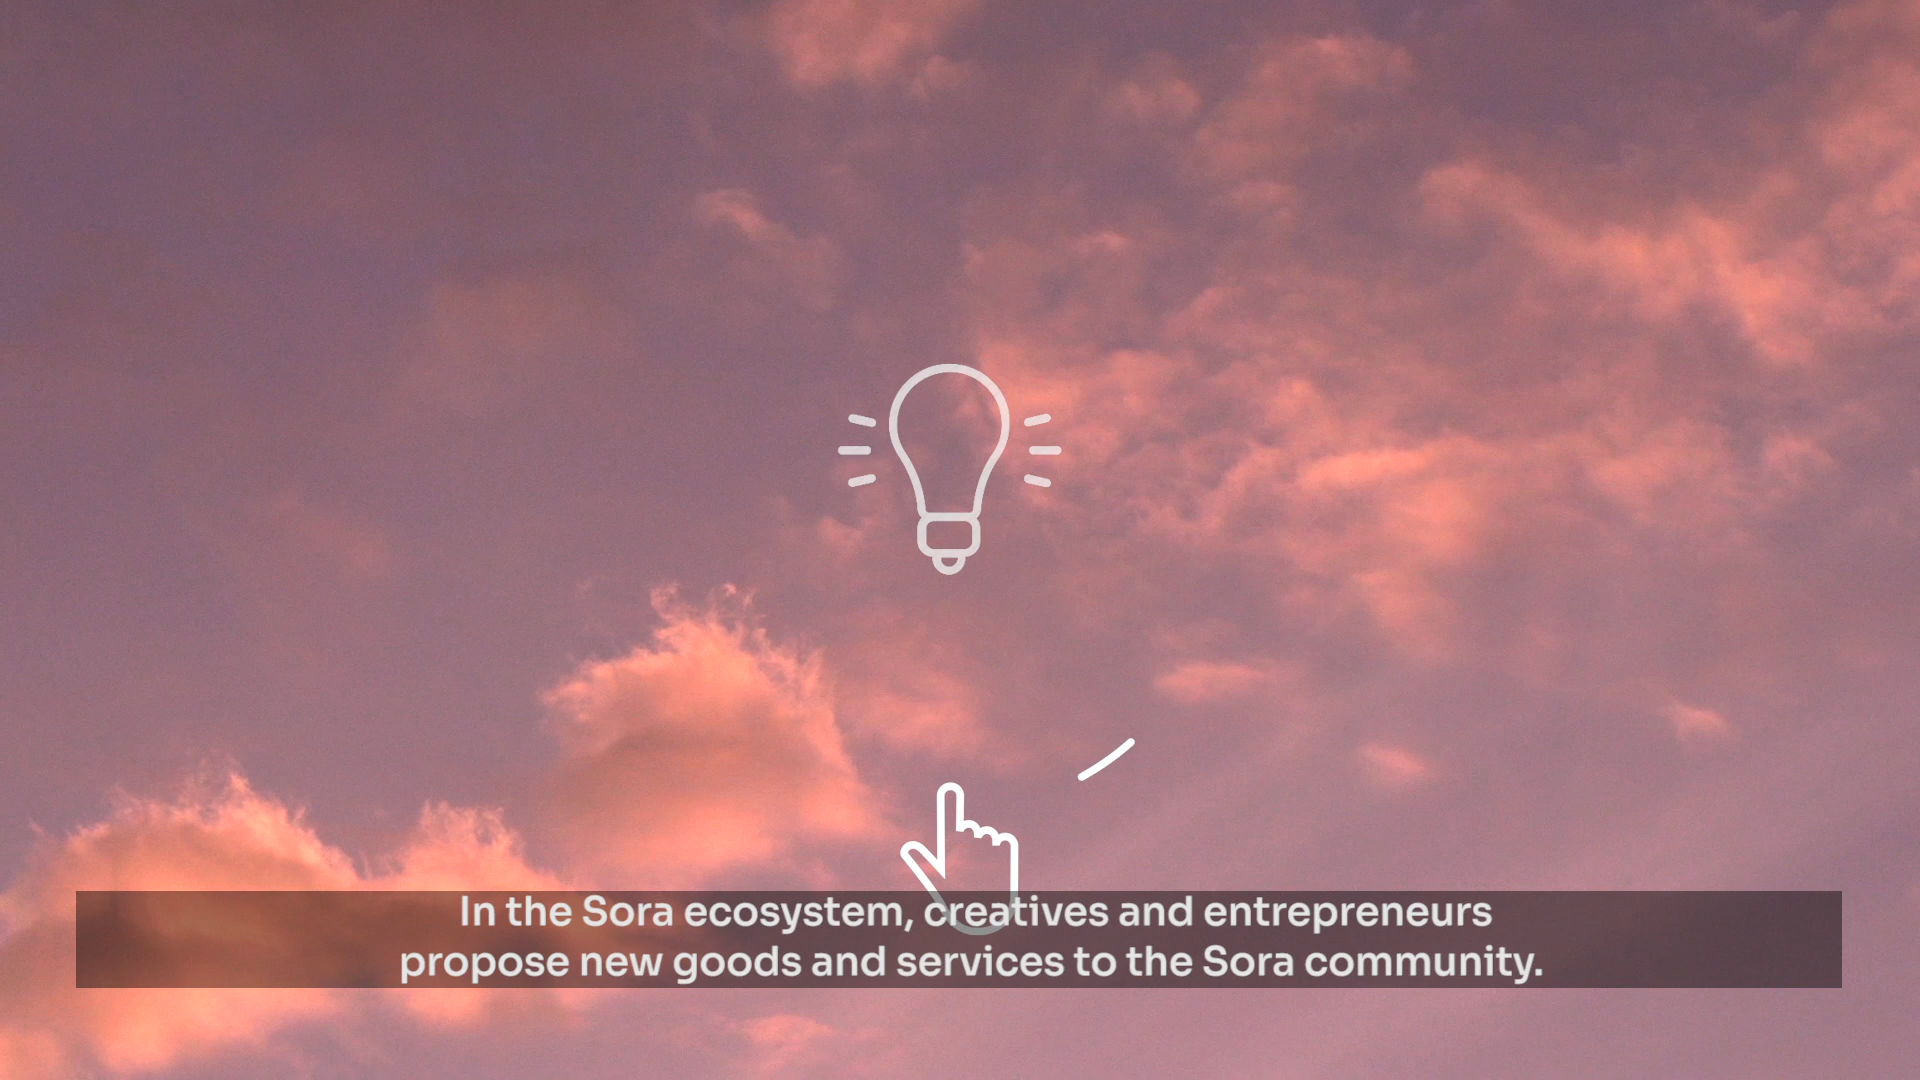 In the Sora ecosystem, creatives and entrepreneurs
propose new goods and services to the Sora community.